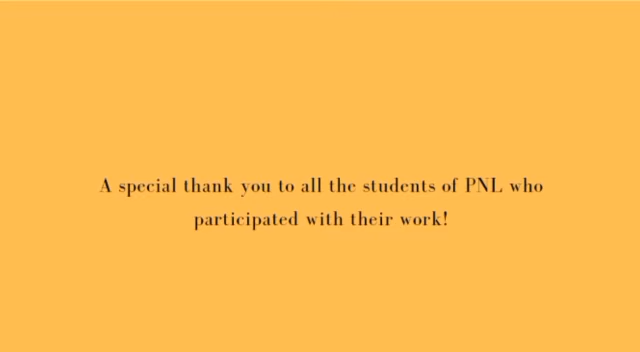 A special thank you to all the students of PNL who
participated with their work!